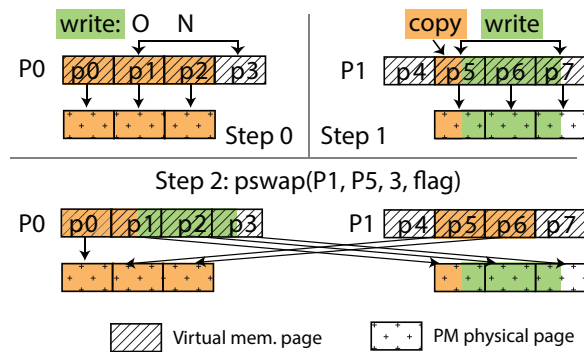 write: O N
P0 p0 p1 p2 p3
Step 0
copy write
P1 p4 p5 p6 p7
Step 1
Step 2: pswap(P1, P5, 3, flag)
P0 p0 p1 p2 p3
P1 p4 p5 p6 p7
Virtual mem. page
PM physical page